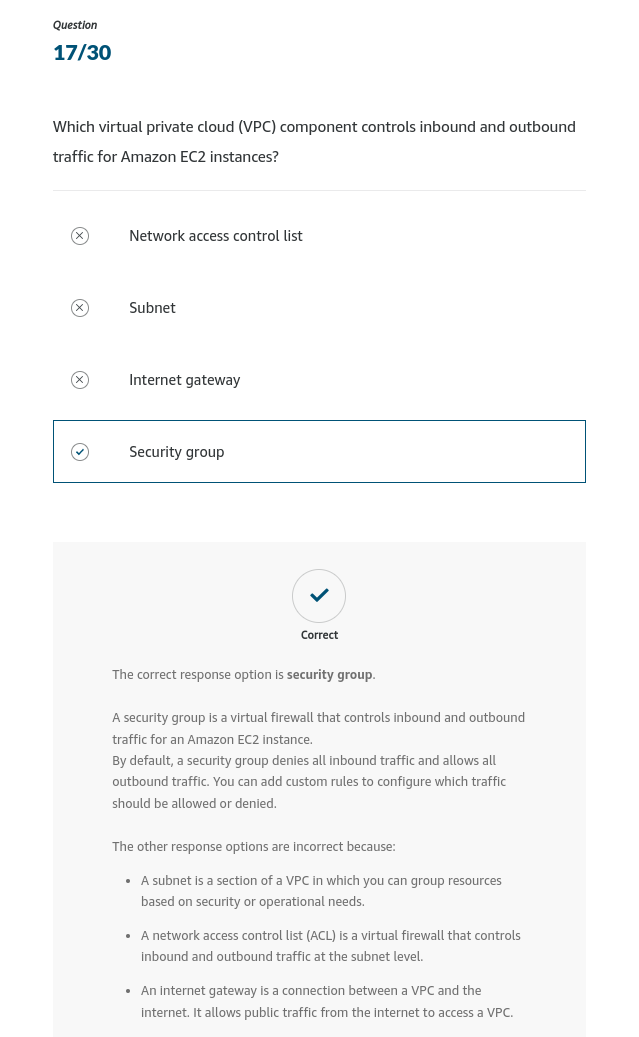 Question
17/30
Which virtual private cloud (VPC) component controls inbound and outbound
traffic for Amazon EC2 instances?
Network access control list
Subnet
Internet gateway
Security group
Correct
The correct response option is security group.
A security group is a virtual firewall that controls inbound and outbound
traffic for an Amazon EC2 instance.
By default, a security group denies all inbound traffic and allows all
outbound traffic. You can add custom rules to configure which traffic
should be allowed or denied.
The other response options are incorrect because:
• A subnet is a section of a VPC in which you can group resources
based on security or operational needs.
• A network access control list (ACL) is a virtual firewall that controls
inbound and outbound traffic at the subnet level.
• An internet gateway is a connection between a VPC and the
internet. It allows public traffic from the internet to access a VPC.